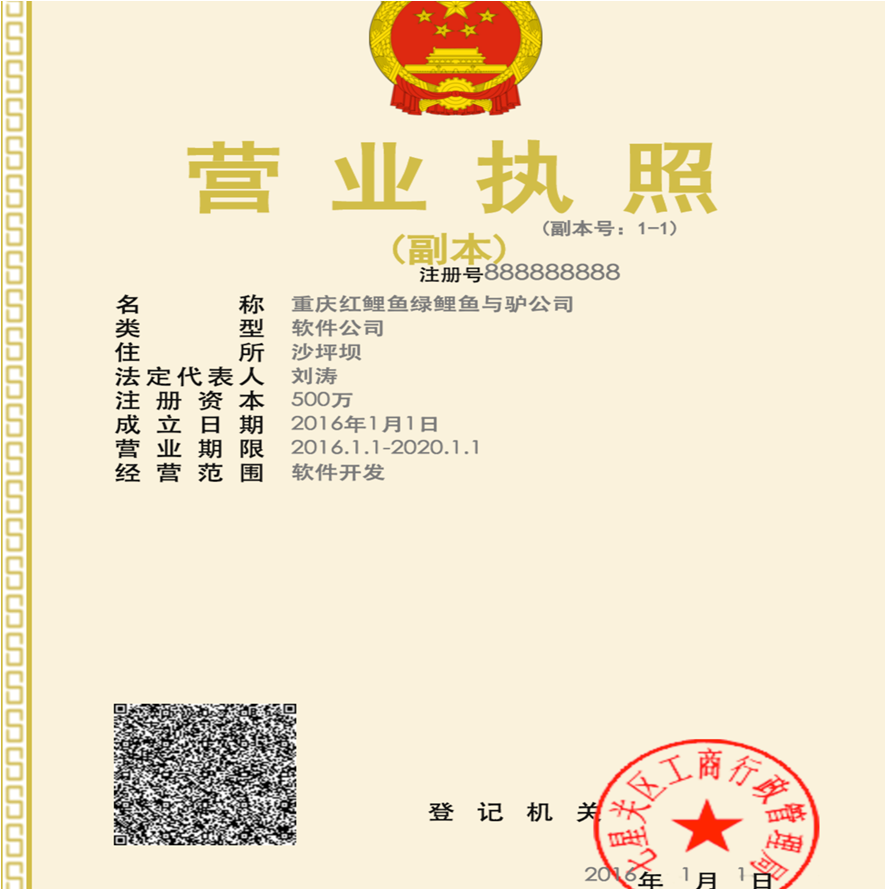 营业执照
(副本号：1-1)
(副本)
注册号888888888
名称 重庆红鲤鱼绿鲤鱼与驴公司
类型 软件公司
住所 沙坪坝
法定代表人 刘涛
注册资本 500万
成立日期 2016年1月1日
营业期限 2016.1.1-2020.1.1
经营范围 软件开发
登记机关
七星关区工商行政管理局
2016年1月1日